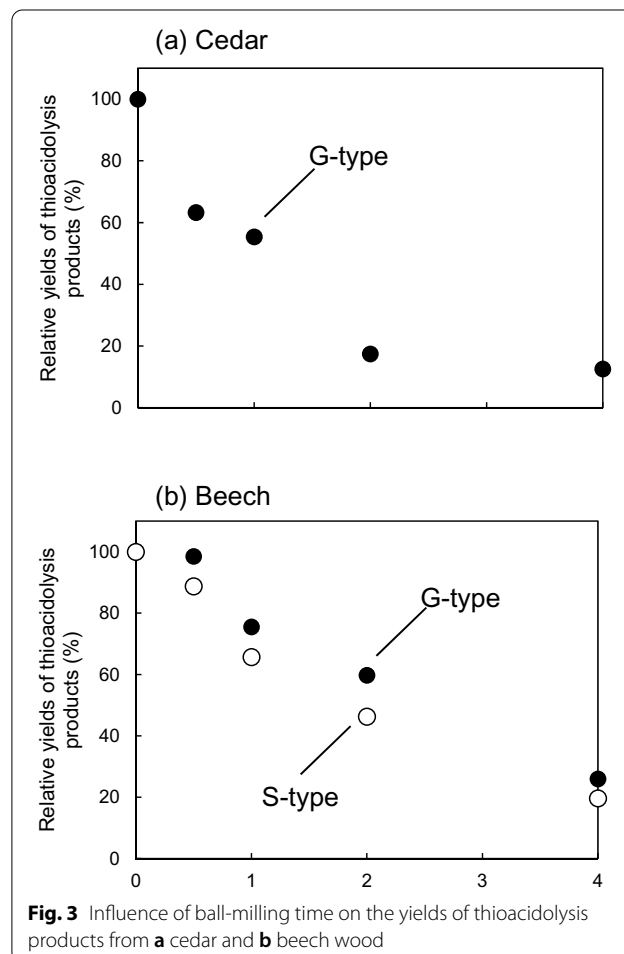 (a) Cedar
Relative yields of thioacidolysis
products (%)
100
80
60
40
20
0
G-type
(b) Beech
Relative yields of thioacidolysis
products (%)
100
80
60
40
20
0
G-type
S-type
0 1 2 3 4
Fig. 3 Influence of ball-milling time on the yields of thioacidolysis
products from a cedar and b beech wood